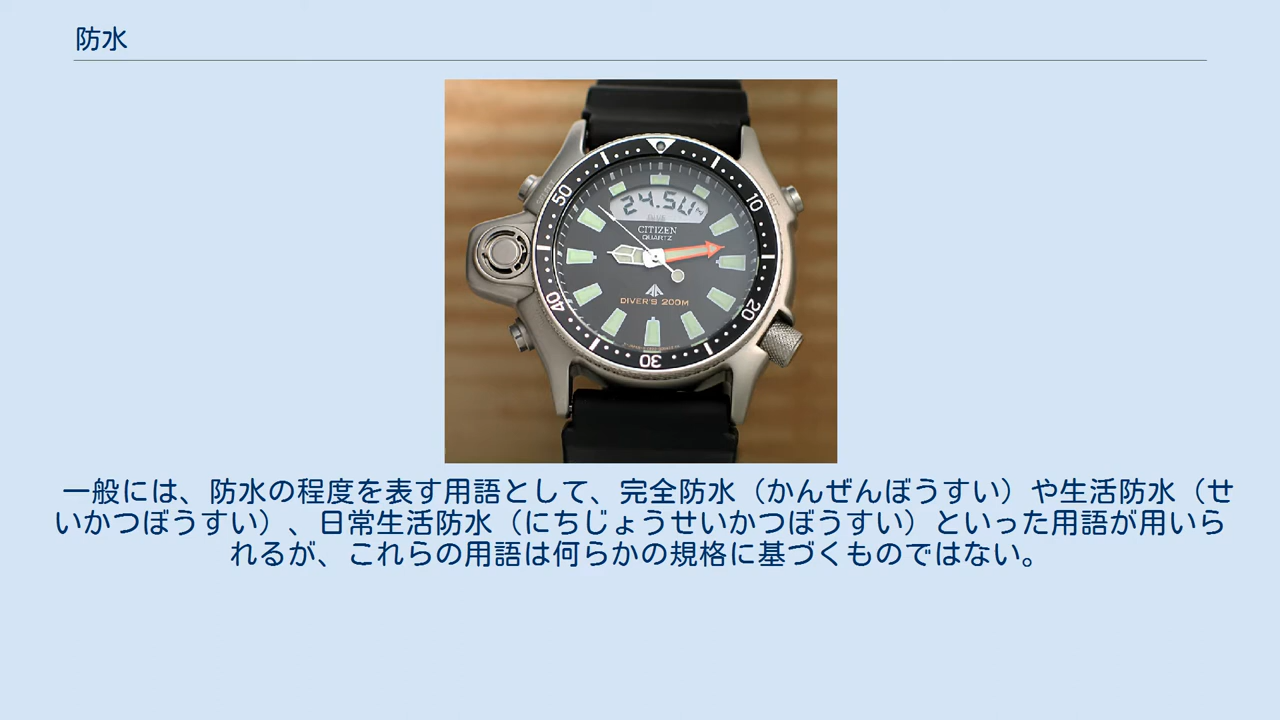 防水
50
10
24.50
CITIZEN
QUARTZ
DIVER'S 200M
40
20
30
一般には、防水の程度を表す用語として、完全防水（かんぜんぼうすい）や生活防水（せ
いかつぼうすい）、日常生活防水（にちじょうせいかつぼうすい）といった用語が用いら
れるが、これらの用語は何らかの規格に基づくものではない。